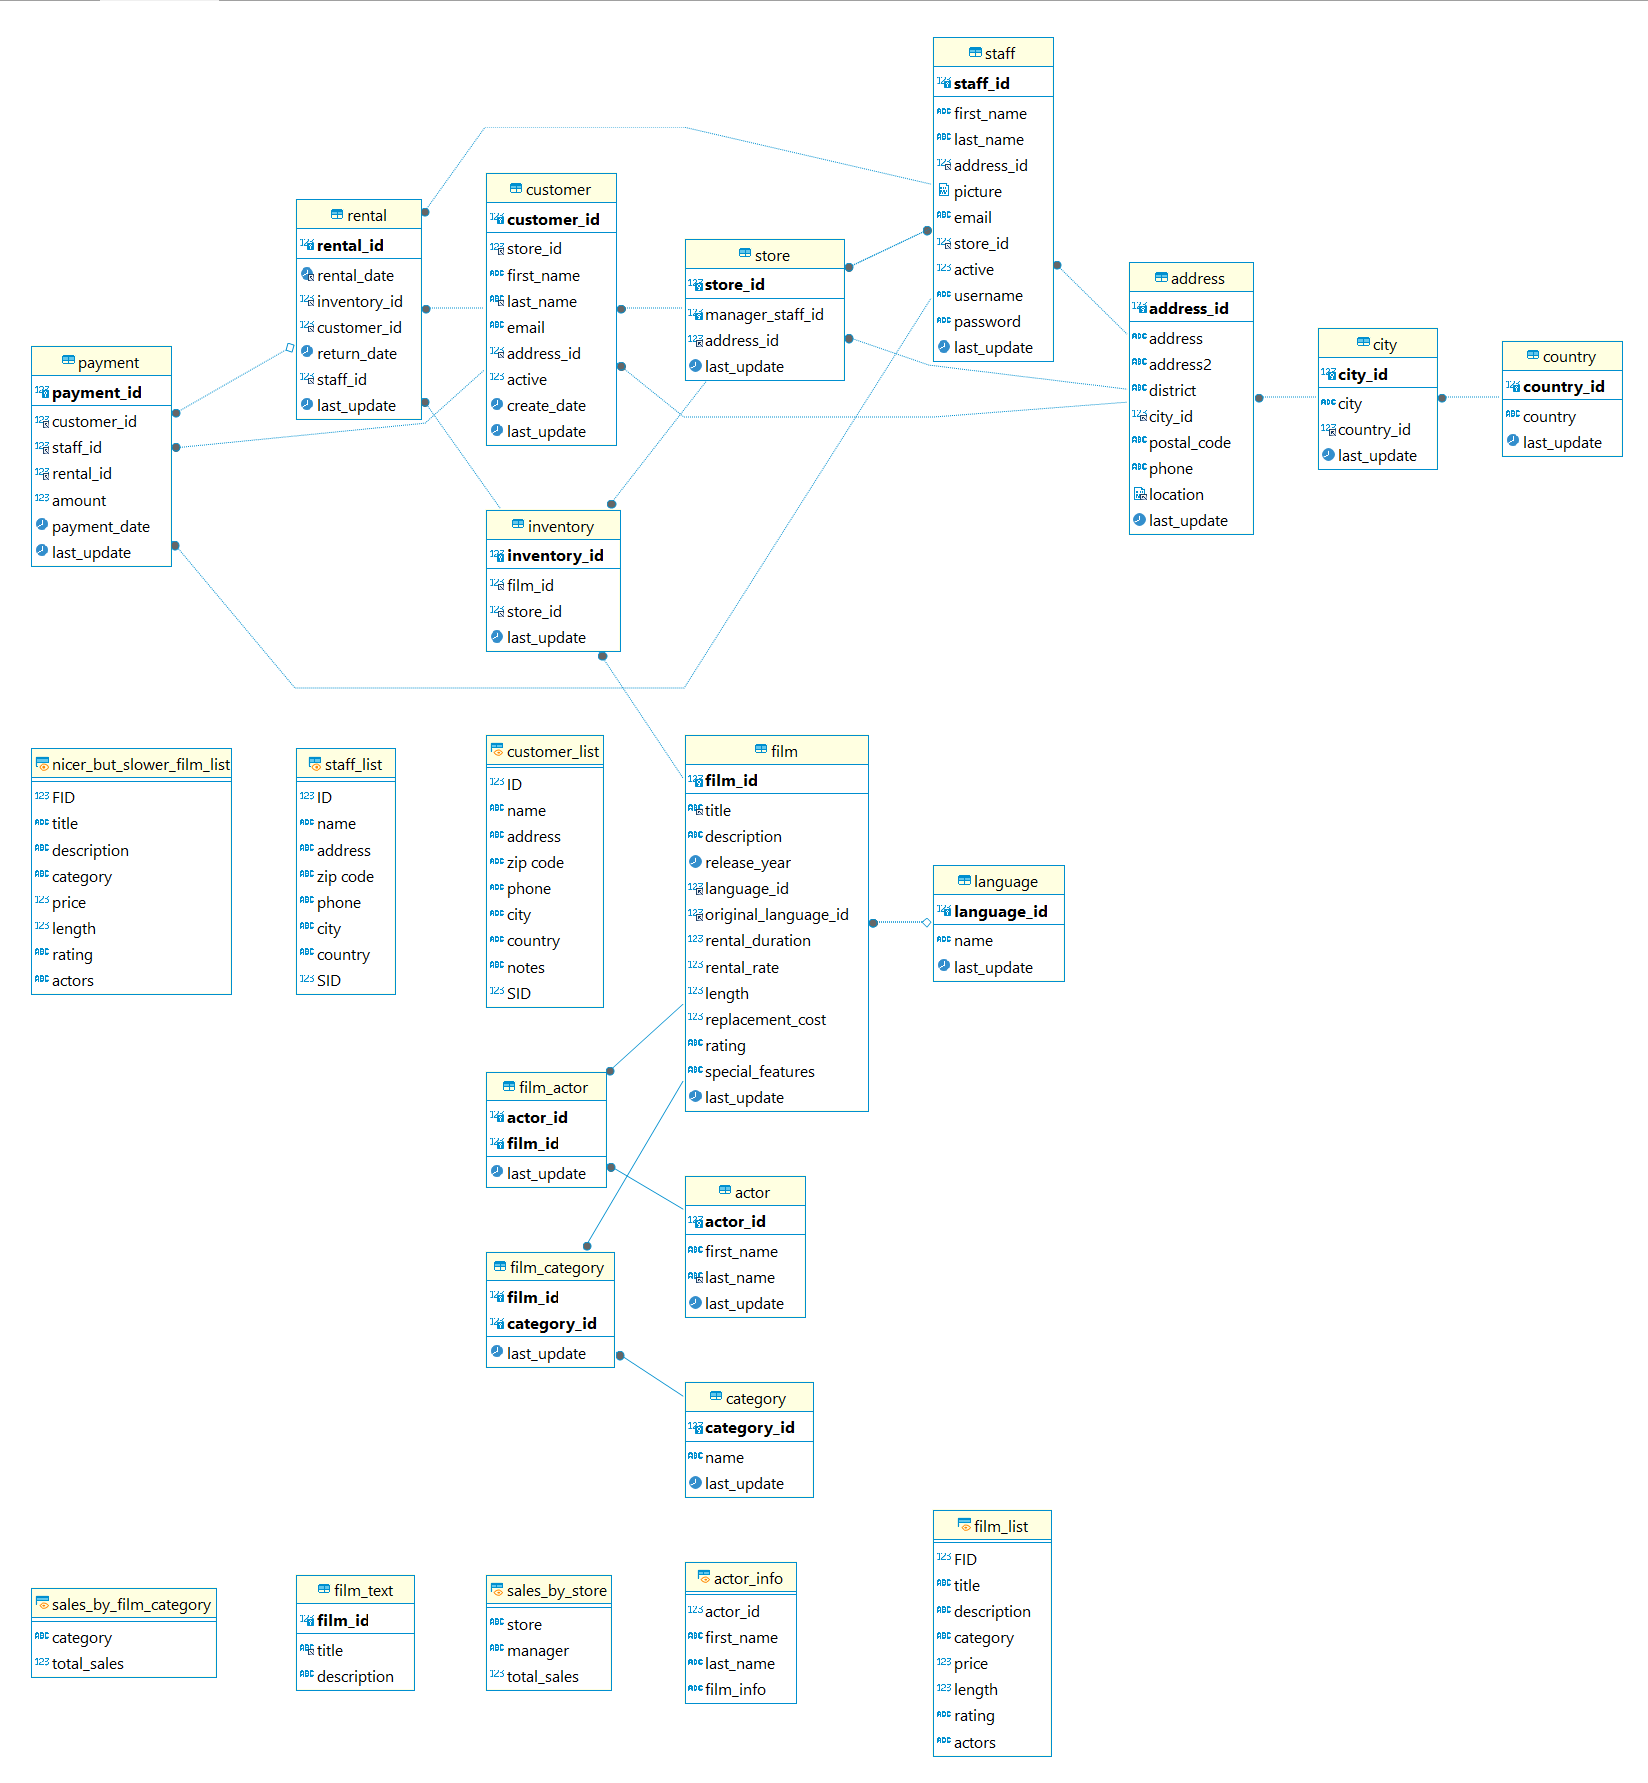 staff
staff_id
first_name
last_name
address_id
picture
email
store_id
active
username
password
last_update
customer
customer_id
store_id
first_name
last_name
email
address_id
active
create_date
last_update
rental
rental_id
rental_date
inventory_id
customer_id
return_date
staff_id
last_update
store
store_id
manager_staff_id
address_id
last_update
address
address_id
address
address2
district
city_id
postal_code
phone
location
last_update
city
city_id
city
country_id
last_update
country
country_id
country
last_update
payment
payment_id
customer_id
staff_id
rental_id
amount
payment_date
last_update
inventory
inventory_id
film_id
store_id
last_update
nicer_but_slower_film_list
FID
title
description
category
price
length
rating
actors
staff_list
ID
name
address
zip code
phone
city
country
SID
customer_list
ID
name
address
zip code
phone
city
country
notes
SID
film
film_id
title
description
release_year
language_id
original_language_id
rental_duration
rental_rate
length
replacement_cost
rating
special_features
last_update
language
language_id
name
last_update
film_actor
actor_id
film_id
last_update
actor
actor_id
first_name
last_name
last_update
film_category
film_id
category_id
last_update
category
category_id
name
last_update
sales_by_film_category
category
total_sales
film_text
film_id
title
description
sales_by_store
store
manager
total_sales
actor_info
actor_id
first_name
last_name
film_info
film_list
FID
title
description
category
price
length
rating
actors